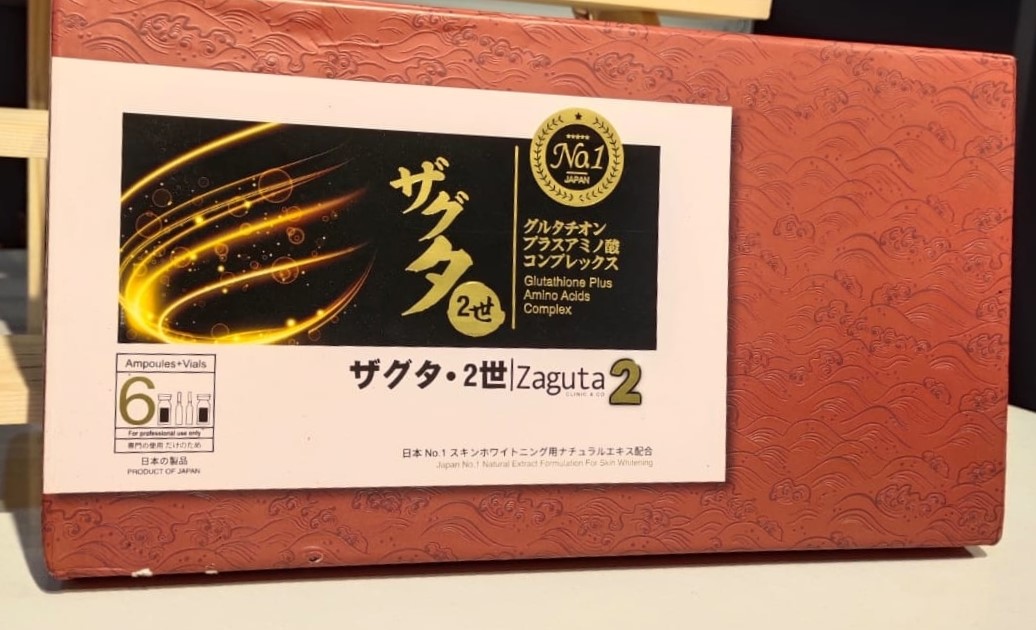 No.1
JAPAN
ザグタ
2世
グルタチオン
プラスアミノ酸
コンプレックス
Glutathione Plus
Amino Acids
Complex
ザグタ・2世|Zaguta 2
CLINIC & CO
Ampoules+Vials
6
For professional use only
専門の使用 だけのため
日本の製品
PRODUCT OF JAPAN
日本 No.1 スキンホワイトニング用ナチュラルエキス配合
Japan No.1 Natural Extract Formulation For Skin Whitening